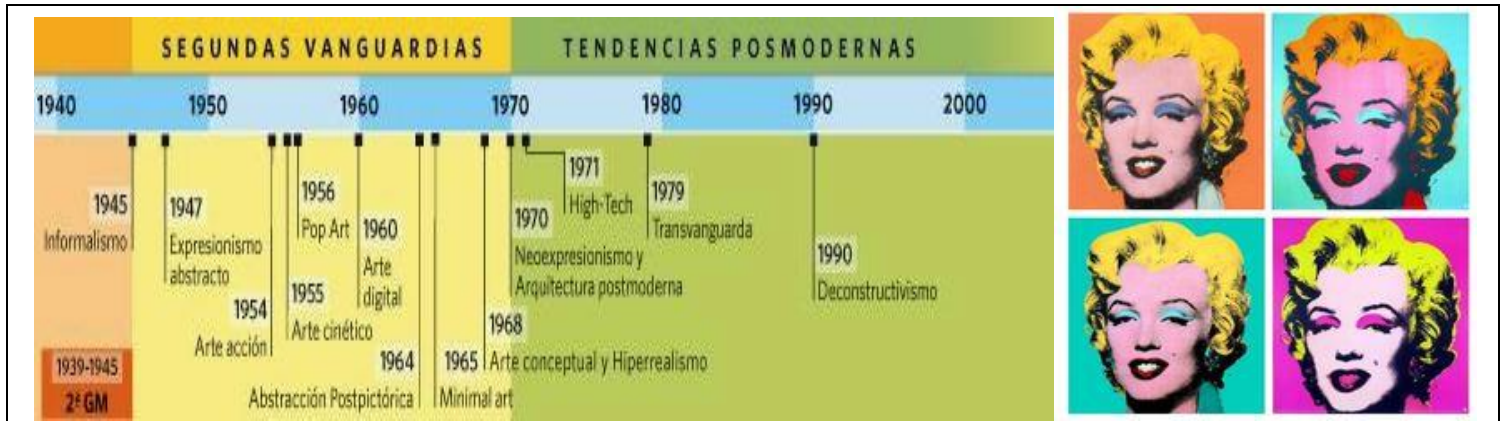 SEGUNDAS VANGUARDIAS
TENDENCIAS POSMODERNAS
1940 1950 1960 1970 1980 1990 2000
1945
Informalismo
1947
Expresionismo
abstracto
1954
Arte acción
1955
Arte cinético
1956
Pop Art
1960
Arte
digital
1964
Abstracción Postpictórica
1965
Minimal art
1968
Arte conceptual y Hiperrealismo
1970
Neoexpresionismo y
Arquitectura postmoderna
1971
High-Tech
1979
Transvanguarda
1990
Deconstructivismo
1939-1945
2ª GM